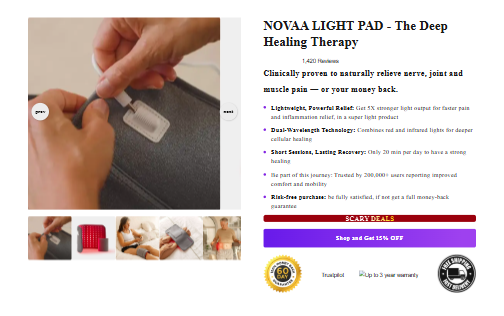 NOVAA LIGHT PAD - The Deep
Healing Therapy
1,420 Reviews
Clinically proven to naturally relieve nerve, joint and
muscle pain — or your money back.
prev
next
Lightweight, Powerful Relief: Get 5X stronger light output for faster pain
and inflammation relief, in a super light product
Dual-Wavelength Technology: Combines red and infrared lights for deeper
cellular healing
Short Sessions, Lasting Recovery: Only 20 min per day to have a strong
healing
Be part of this journey: Trusted by 200,000+ users reporting improved
comfort and mobility
Risk-free purchase: be fully satisfied, if not get a full money-back
guarantee
SCARY DEALS
Shop and Get 15% OFF
60
DAY
Trustpilot
Up to 3 year warranty
FREE SHIPPING